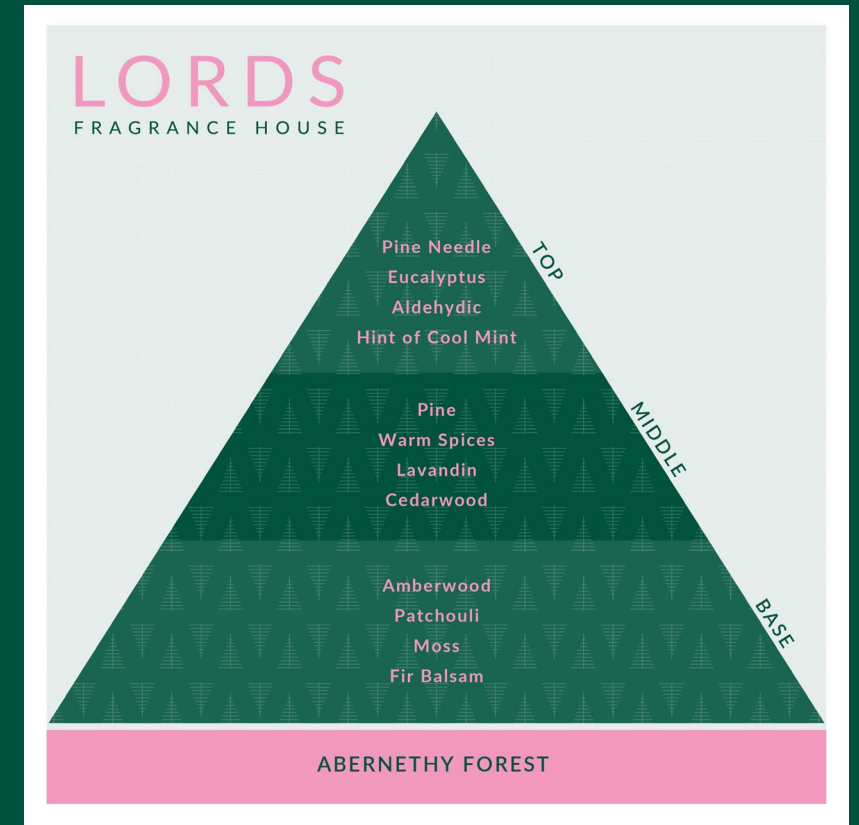 LORDS
FRAGRANCE HOUSE
Pine Needle
Eucalyptus
Aldehydic
Hint of Cool Mint
TOP
Pine
Warm Spices
Lavandin
Cedarwood
MIDDLE
Amberwood
Patchouli
Moss
Fir Balsam
BASE
ABERNETHY FOREST